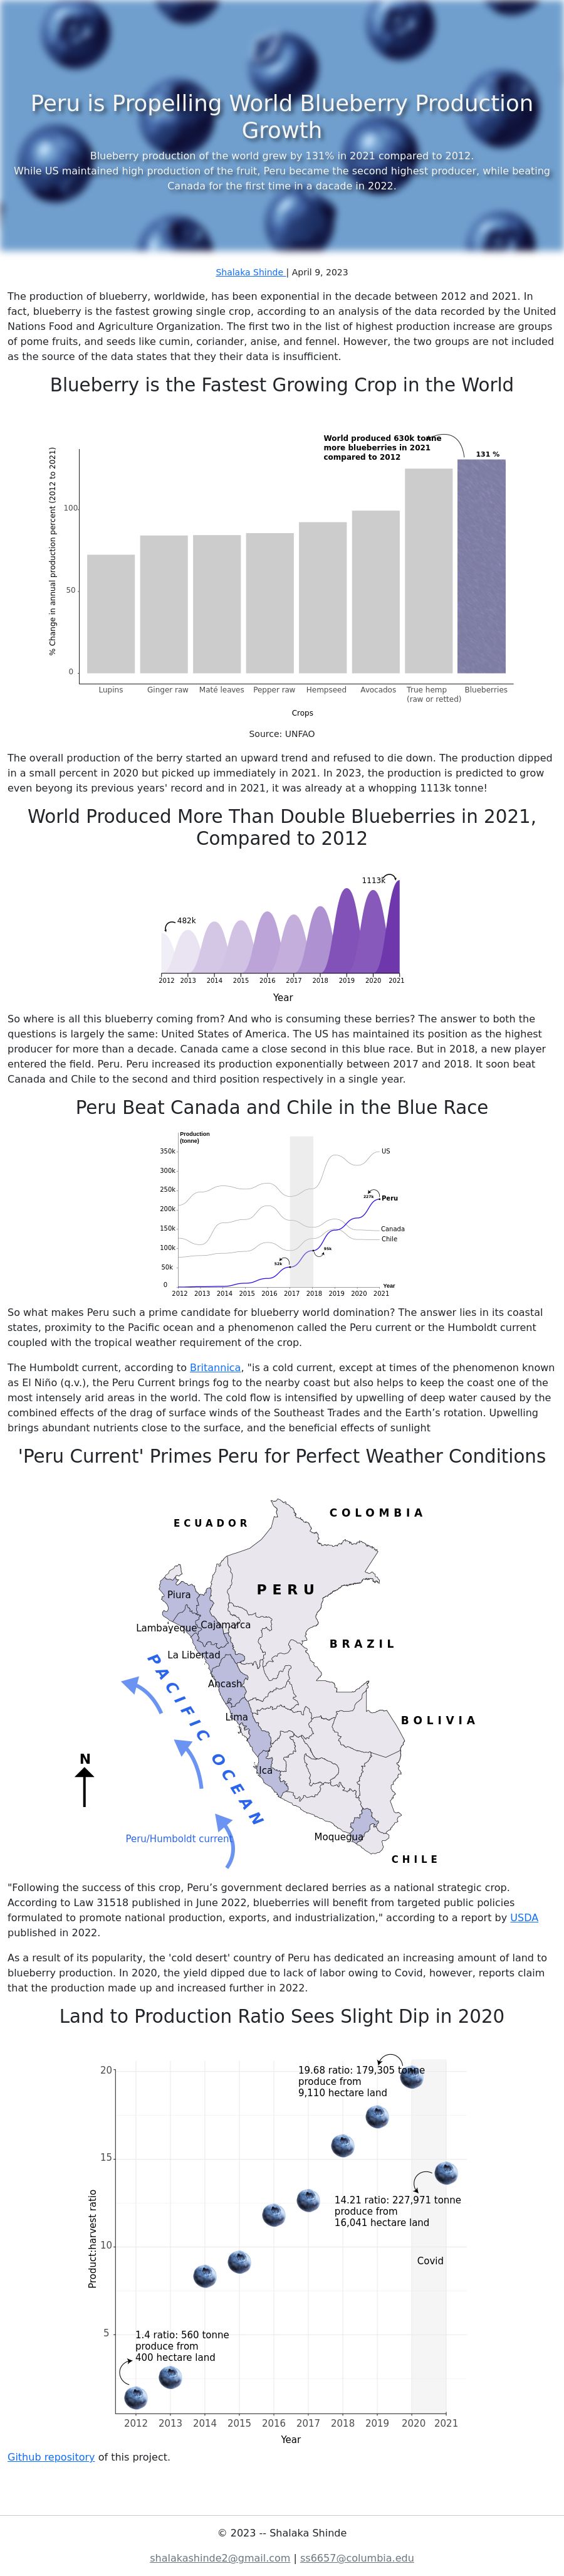 Peru is Propelling World Blueberry Production
Growth
Blueberry production of the world grew by 131% in 2021 compared to 2012.
While US maintained high production of the fruit, Peru became the second highest producer, while beating
Canada for the first time in a dacade in 2022.
Shalaka Shinde | April 9, 2023
The production of blueberry, worldwide, has been exponential in the decade between 2012 and 2021. In
fact, blueberry is the fastest growing single crop, according to an analysis of the data recorded by the United
Nations Food and Agriculture Organization. The first two in the list of highest production increase are groups
of pome fruits, and seeds like cumin, coriander, anise, and fennel. However, the two groups are not included
as the source of the data states that they their data is insufficient.
Blueberry is the Fastest Growing Crop in the World
World produced 630k tonne
more blueberries in 2021
compared to 2012
131 %
% Change in annual production percent (2012 to 2021)
100
50
0
Lupins Ginger raw Maté leaves Pepper raw Hempseed Avocados True hemp Blueberries
(raw or retted)
Crops
Source: UNFAO
The overall production of the berry started an upward trend and refused to die down. The production dipped
in a small percent in 2020 but picked up immediately in 2021. In 2023, the production is predicted to grow
even beyong its previous years' record and in 2021, it was already at a whopping 1113k tonne!
World Produced More Than Double Blueberries in 2021,
Compared to 2012
1113k
482k
2012 2013 2014 2015 2016 2017 2018 2019 2020 2021
Year
So where is all this blueberry coming from? And who is consuming these berries? The answer to both the
questions is largely the same: United States of America. The US has maintained its position as the highest
producer for more than a decade. Canada came a close second in this blue race. But in 2018, a new player
entered the field. Peru. Peru increased its production exponentially between 2017 and 2018. It soon beat
Canada and Chile to the second and third position respectively in a single year.
Peru Beat Canada and Chile in the Blue Race
Production
(tonne)
350k
US
300k
250k
227k
Peru
200k
150k
Canada
Chile
100k
95k
52k
50k
0
Year
2012 2013 2014 2015 2016 2017 2018 2019 2020 2021
So what makes Peru such a prime candidate for blueberry world domination? The answer lies in its coastal
states, proximity to the Pacific ocean and a phenomenon called the Peru current or the Humboldt current
coupled with the tropical weather requirement of the crop.
The Humboldt current, according to Britannica, "is a cold current, except at times of the phenomenon known
as El Niño (q.v.), the Peru Current brings fog to the nearby coast but also helps to keep the coast one of the
most intensely arid areas in the world. The cold flow is intensified by upwelling of deep water caused by the
combined effects of the drag of surface winds of the Southeast Trades and the Earth’s rotation. Upwelling
brings abundant nutrients close to the surface, and the beneficial effects of sunlight
'Peru Current' Primes Peru for Perfect Weather Conditions
COLOMBIA
ECUADOR
PERU
Piura
Lambayeque
Cajamarca
BRAZIL
La Libertad
PACIFIC OCEAN
Ancash
Lima
BOLIVIA
N
Ica
Peru/Humboldt current
Moquegua
CHILE
"Following the success of this crop, Peru’s government declared berries as a national strategic crop.
According to Law 31518 published in June 2022, blueberries will benefit from targeted public policies
formulated to promote national production, exports, and industrialization," according to a report by USDA
published in 2022.
As a result of its popularity, the 'cold desert' country of Peru has dedicated an increasing amount of land to
blueberry production. In 2020, the yield dipped due to lack of labor owing to Covid, however, reports claim
that the production made up and increased further in 2022.
Land to Production Ratio Sees Slight Dip in 2020
20
19.68 ratio: 179,305 tonne
produce from
9,110 hectare land
15
14.21 ratio: 227,971 tonne
produce from
16,041 hectare land
Product:harvest ratio
10
Covid
5
1.4 ratio: 560 tonne
produce from
400 hectare land
2012 2013 2014 2015 2016 2017 2018 2019 2020 2021
Year
Github repository of this project.
© 2023 -- Shalaka Shinde
shalakashinde2@gmail.com | ss6657@columbia.edu